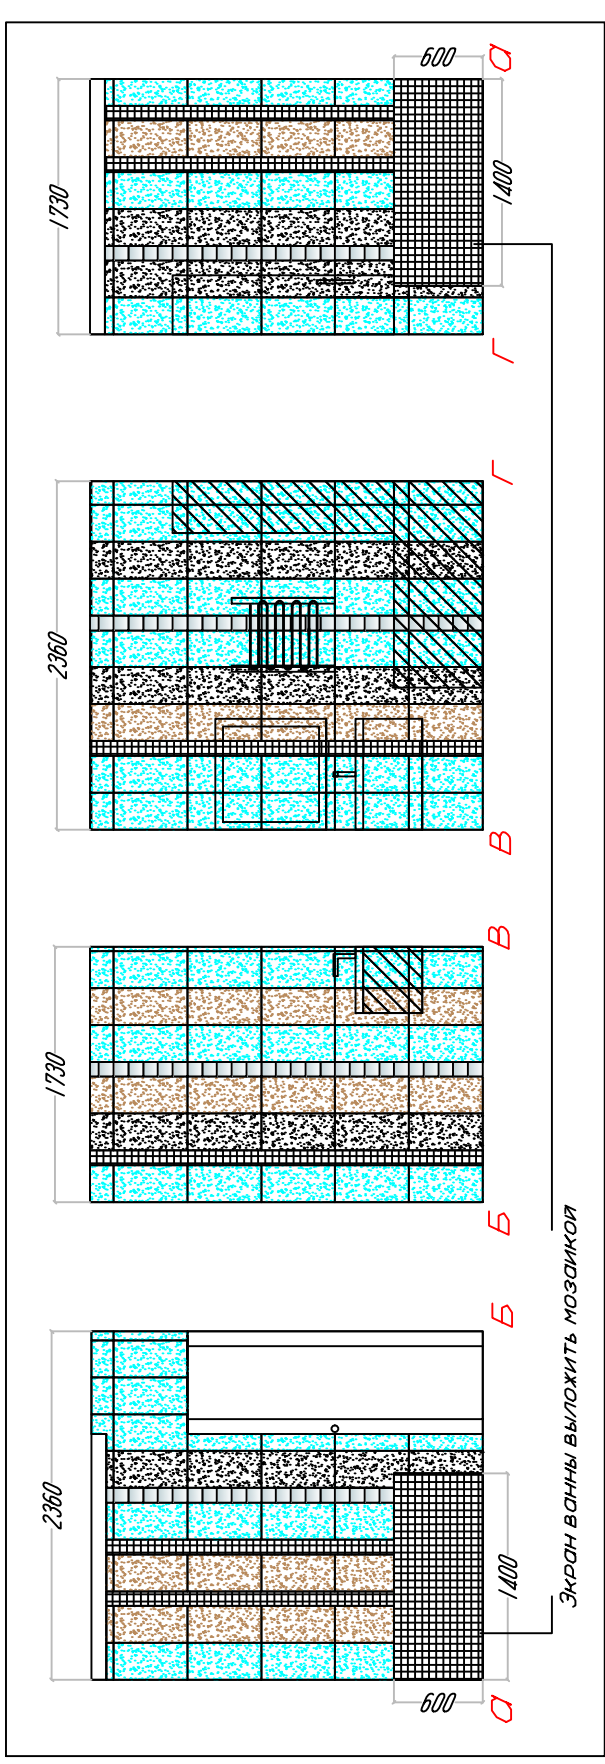 2360
1730
2360
1730
600
600
а
Б
Б
В
В
Г
Г
а
1400
1400
Экран ванны выложить мозаикой